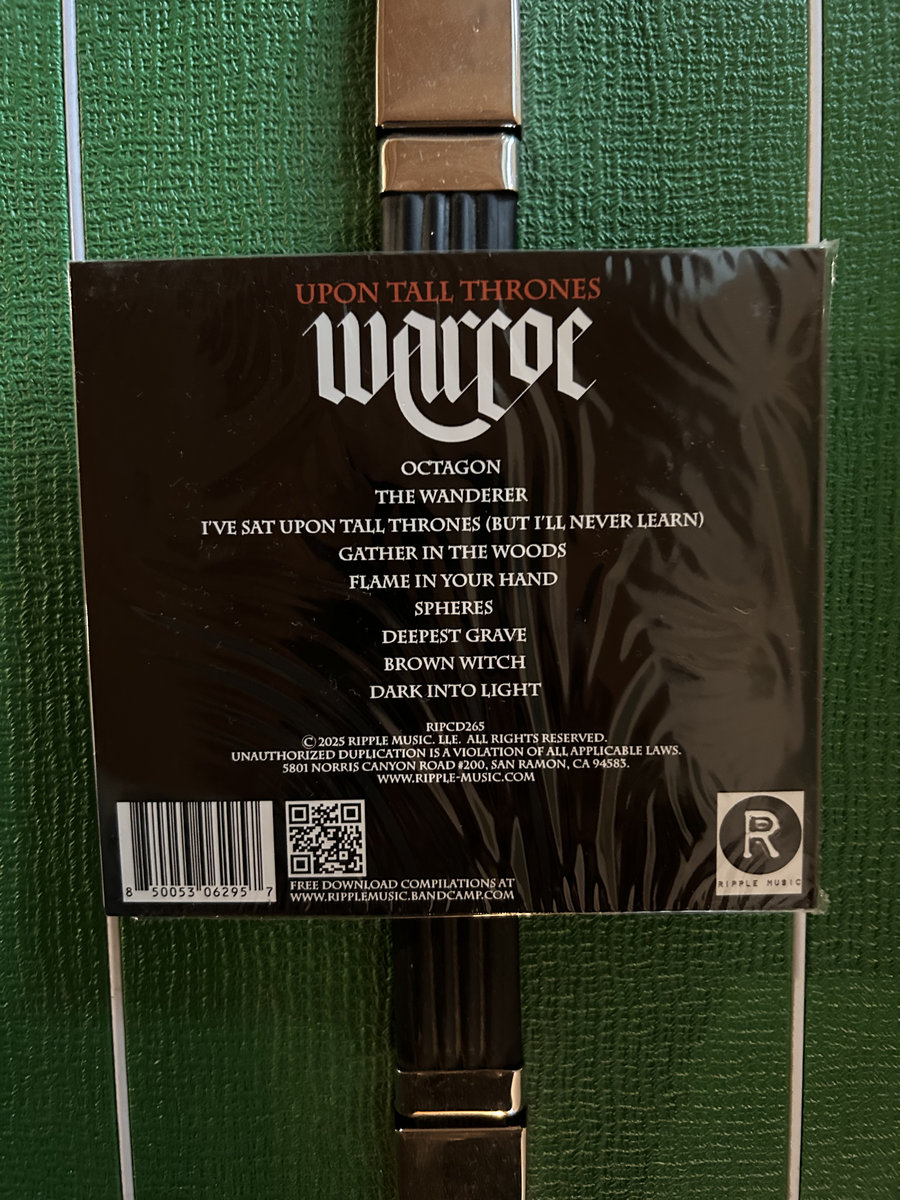 UPON TALL THRONES
warcoe
OCTAGON
THE WANDERER
I'VE SAT UPON TALL THRONES (BUT I'LL NEVER LEARN)
GATHER IN THE WOODS
FLAME IN YOUR HAND
SPHERES
DEEPEST GRAVE
BROWN WITCH
DARK INTO LIGHT
RIPCD265
© 2025 RIPPLE MUSIC. LLE. ALL RIGHTS RESERVED.
UNAUTHORIZED DUPLICATION IS A VIOLATION OF ALL APPLICABLE LAWS.
5801 NORRIS CANYON ROAD #200, SAN RAMON, CA 94583.
WWW.RIPPLE-MUSIC.COM
8 50053 06295 7
FREE DOWNLOAD COMPILATIONS AT
WWW.RIPPLEMUSIC.BANDCAMP.COM
R
RIPPLE MUSIC